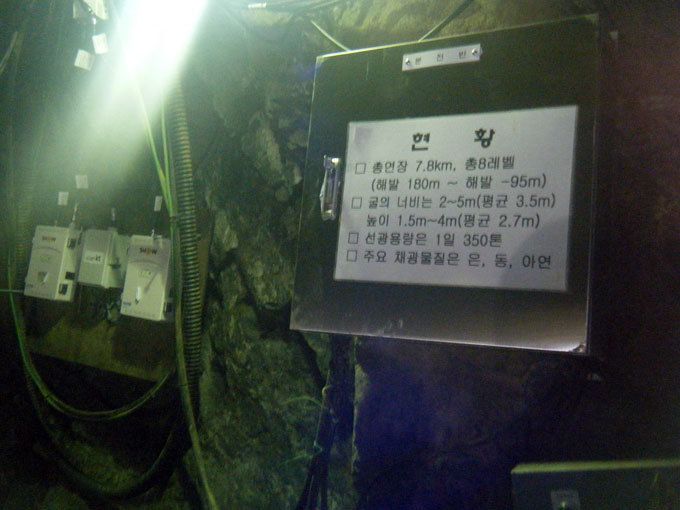 분전반
현 황
□ 총연장 7.8km, 총8레벨
(해발 180m ~ 해발 -95m)
□ 굴의 너비는 2~5m(평균 3.5m)
높이 1.5m~4m(평균 2.7m)
□ 선광용량은 1일 350톤
□ 주요 채광물질은 은, 동, 아연
SHOW
SHOW